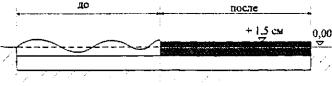 до
после
+ 1,5 см
0,00